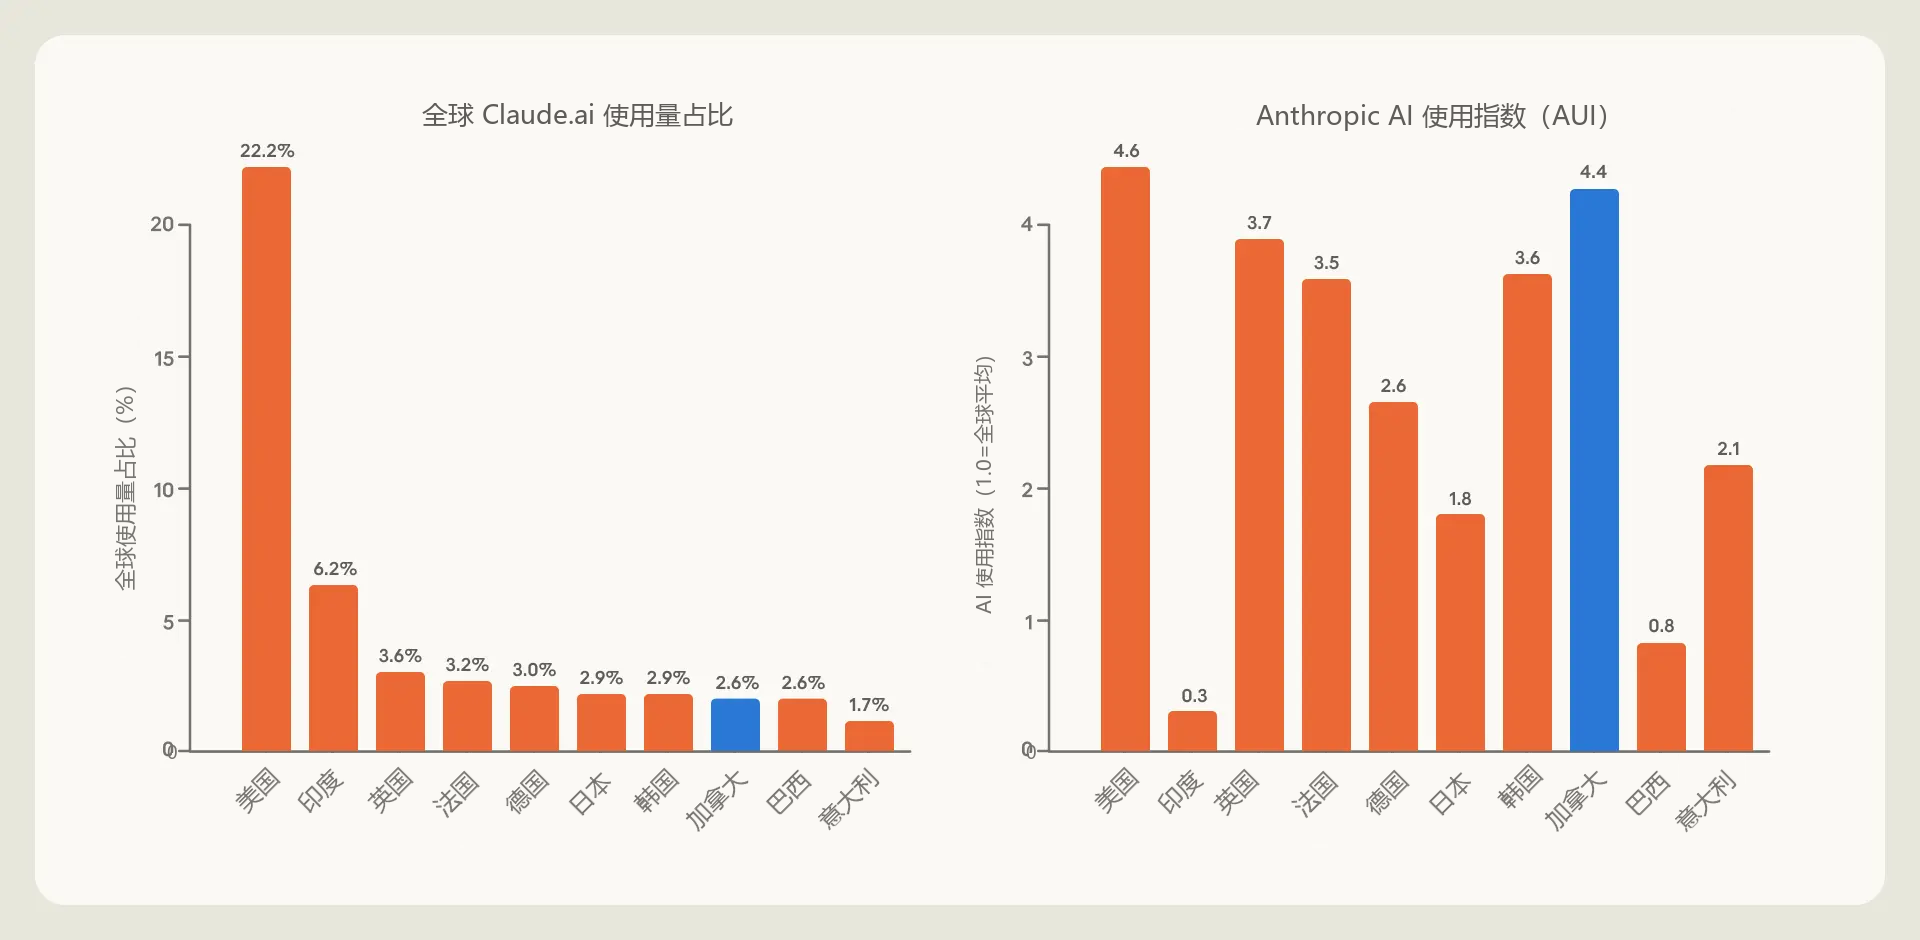 全球 Claude.ai 使用量占比
全球使用量占比（%）
20
15
10
5
0
0
22.2%
6.2%
3.6%
3.2%
3.0%
2.9%
2.9%
2.6%
2.6%
1.7%
美国
印度
英国
法国
德国
日本
韩国
加拿大
巴西
意大利
Anthropic AI 使用指数（AUI）
AI 使用指数（1.0=全球平均）
4
3
2
1
0
0
4.6
0.3
3.7
3.5
2.6
1.8
3.6
4.4
0.8
2.1
美国
印度
英国
法国
德国
日本
韩国
加拿大
巴西
意大利